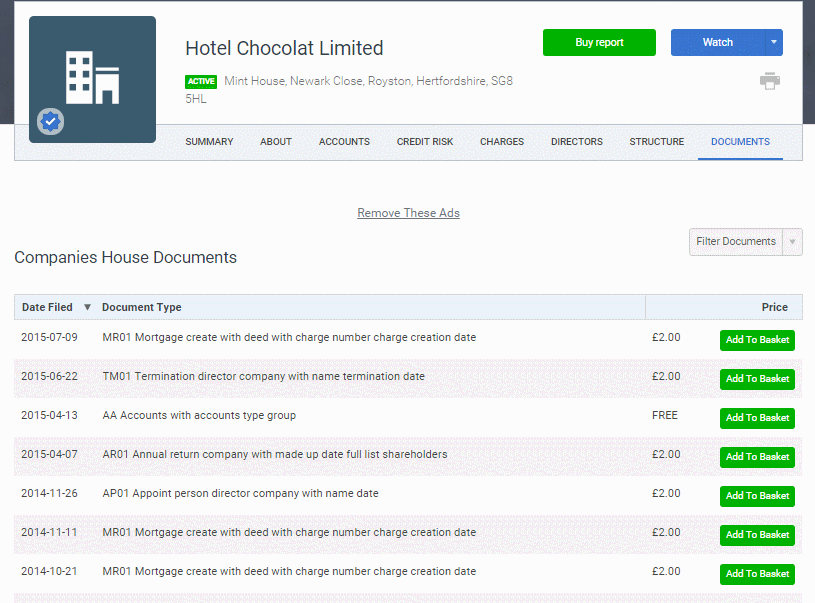 Hotel Chocolat Limited
Buy report
Watch
ACTIVE Mint House, Newark Close, Royston, Hertfordshire, SG8
5HL
SUMMARY ABOUT ACCOUNTS CREDIT RISK CHARGES DIRECTORS STRUCTURE DOCUMENTS
Remove These Ads
Filter Documents
Companies House Documents
Date Filed Document Type Price
2015-07-09 MR01 Mortgage create with deed with charge number charge creation date £2.00 Add To Basket
2015-06-22 TM01 Termination director company with name termination date £2.00 Add To Basket
2015-04-13 AA Accounts with accounts type group FREE Add To Basket
2015-04-07 AR01 Annual return company with made up date full list shareholders £2.00 Add To Basket
2014-11-26 AP01 Appoint person director company with name date £2.00 Add To Basket
2014-11-11 MR01 Mortgage create with deed with charge number charge creation date £2.00 Add To Basket
2014-10-21 MR01 Mortgage create with deed with charge number charge creation date £2.00 Add To Basket